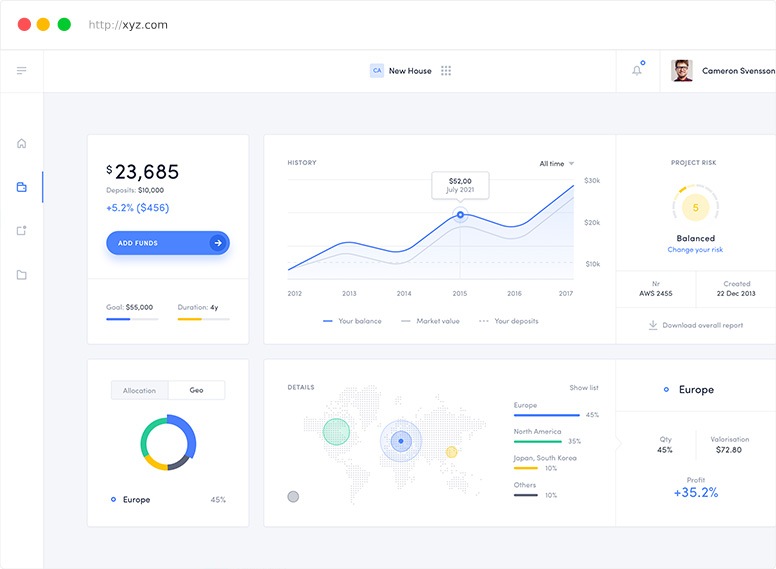 http://xyz.com
CA New House
Cameron Svensson
$23,685
Deposits: $10,000
+5.2% ($456)
ADD FUNDS
Goal: $55,000
Duration: 4y
HISTORY
All time
$52,00
July 2021
$30k
$20k
$10k
2012 2013 2014 2015 2016 2017
Your balance
Market value
Your deposits
PROJECT RISK
5
Balanced
Change your risk
Nr
AWS 2455
Created
22 Dec 2013
Download overall report
Allocation
Geo
Europe 45%
DETAILS
Show list
Europe
45%
North America
35%
Japan, South Korea
10%
Others
10%
Europe
Qty
45%
Valorisation
$72.80
Profit
+35.2%